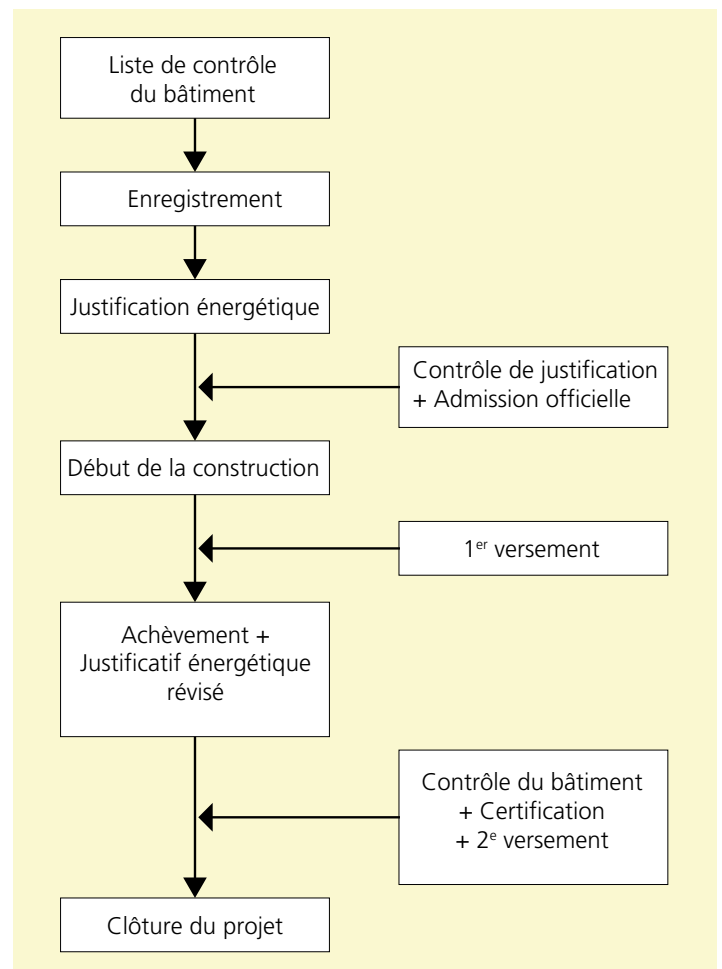 Liste de contrôle
du bâtiment
Enregistrement
Justification énergétique
Contrôle de justification
+ Admission officielle
Début de la construction
1er versement
Achèvement +
Justificatif énergétique
révisé
Contrôle du bâtiment
+ Certification
+ 2e versement
Clôture du projet